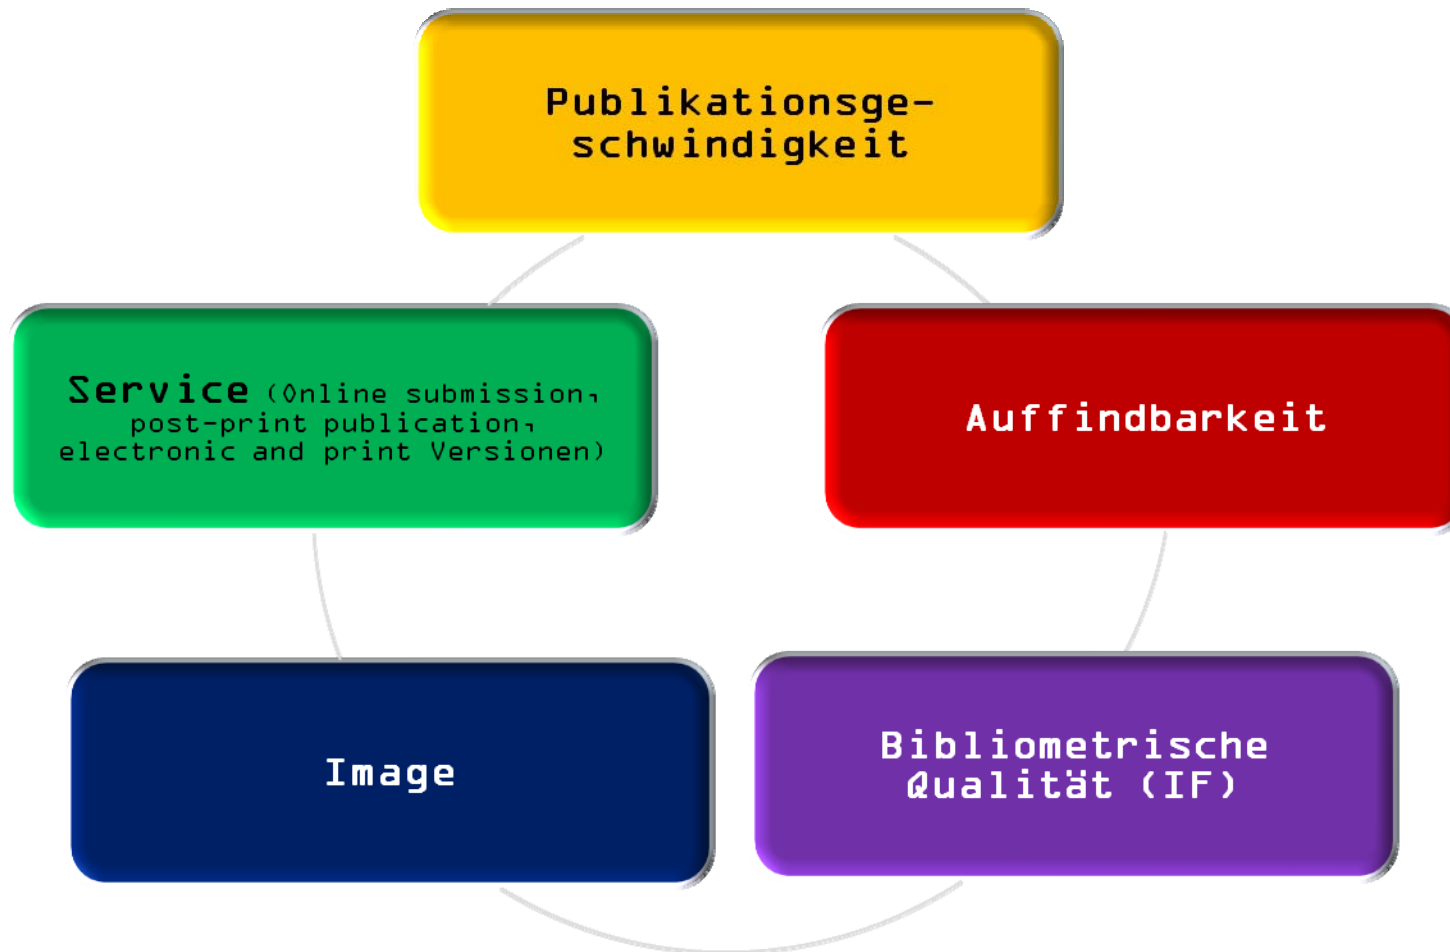 Publikationsge-
schwindigkeit
Service (Online submission,
post-print publication,
electronic and print Versionen)
Auffindbarkeit
Image
Bibliometrische
Qualität (IF)